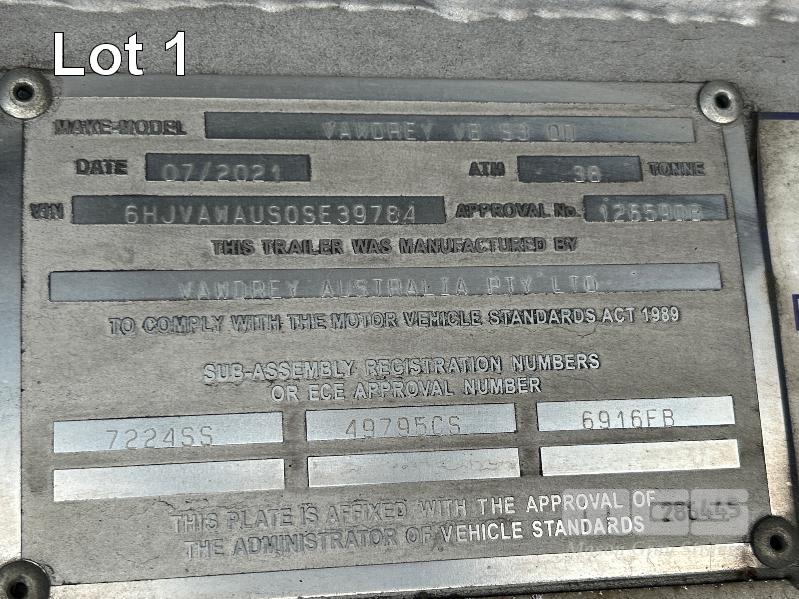 Lot 1
MAKE-MODEL VAWDREY VB S3 OD
DATE 07/2021 ATM 38 TONNE
VIN 6HJVAWAUS0SE39784 APPROVAL No.
THIS TRAILER WAS MANUFACTURED BY
VAWDREY AUSTRALIA PTY LTD
TO COMPLY WITH THE MOTOR VEHICLE STANDARDS ACT 1989
SUB-ASSEMBLY REGISTRATION NUMBERS
OR ECE APPROVAL NUMBER
7224SS 49795CS 6916FB
THIS PLATE IS AFFIXED WITH THE APPROVAL OF
THE ADMINISTRATOR OF VEHICLE STANDARDS